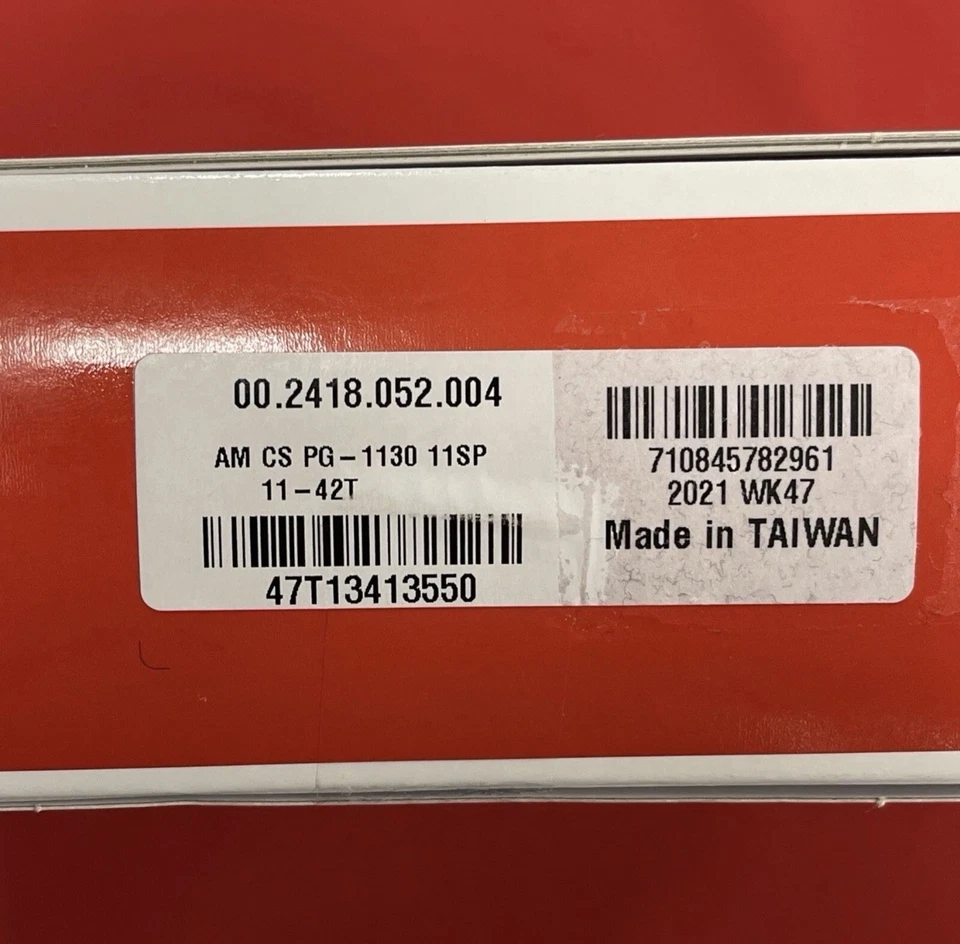 00.2418.052.004
AM CS PG-1130 11SP
11-42T
47T13413550
710845782961
2021 WK47
Made in TAIWAN